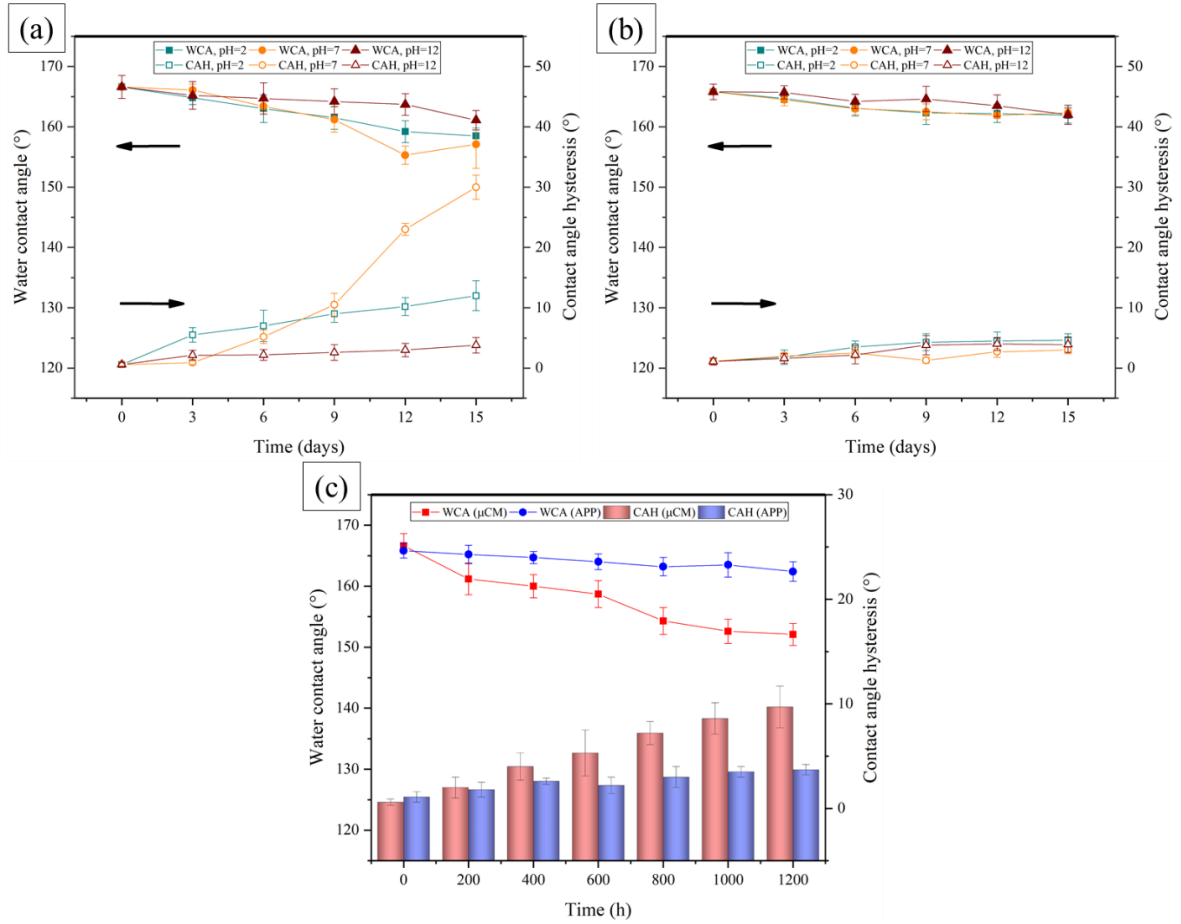 (a)
WCA, pH=2 WCA, pH=7 WCA, pH=12
CAH, pH=2 CAH, pH=7 CAH, pH=12
170
160
150
140
130
120
Water contact angle (°)
50
40
30
20
10
0
Contact angle hysteresis (°)
0 3 6 9 12 15
Time (days)
(b)
WCA, pH=2 WCA, pH=7 WCA, pH=12
CAH, pH=2 CAH, pH=7 CAH, pH=12
170
160
150
140
130
120
Water contact angle (°)
50
40
30
20
10
0
Contact angle hysteresis (°)
0 3 6 9 12 15
Time (days)
(c)
WCA (μCM) WCA (APP) CAH (μCM) CAH (APP)
170
160
150
140
130
120
Water contact angle (°)
30
20
10
0
Contact angle hysteresis (°)
0 200 400 600 800 1000 1200
Time (h)